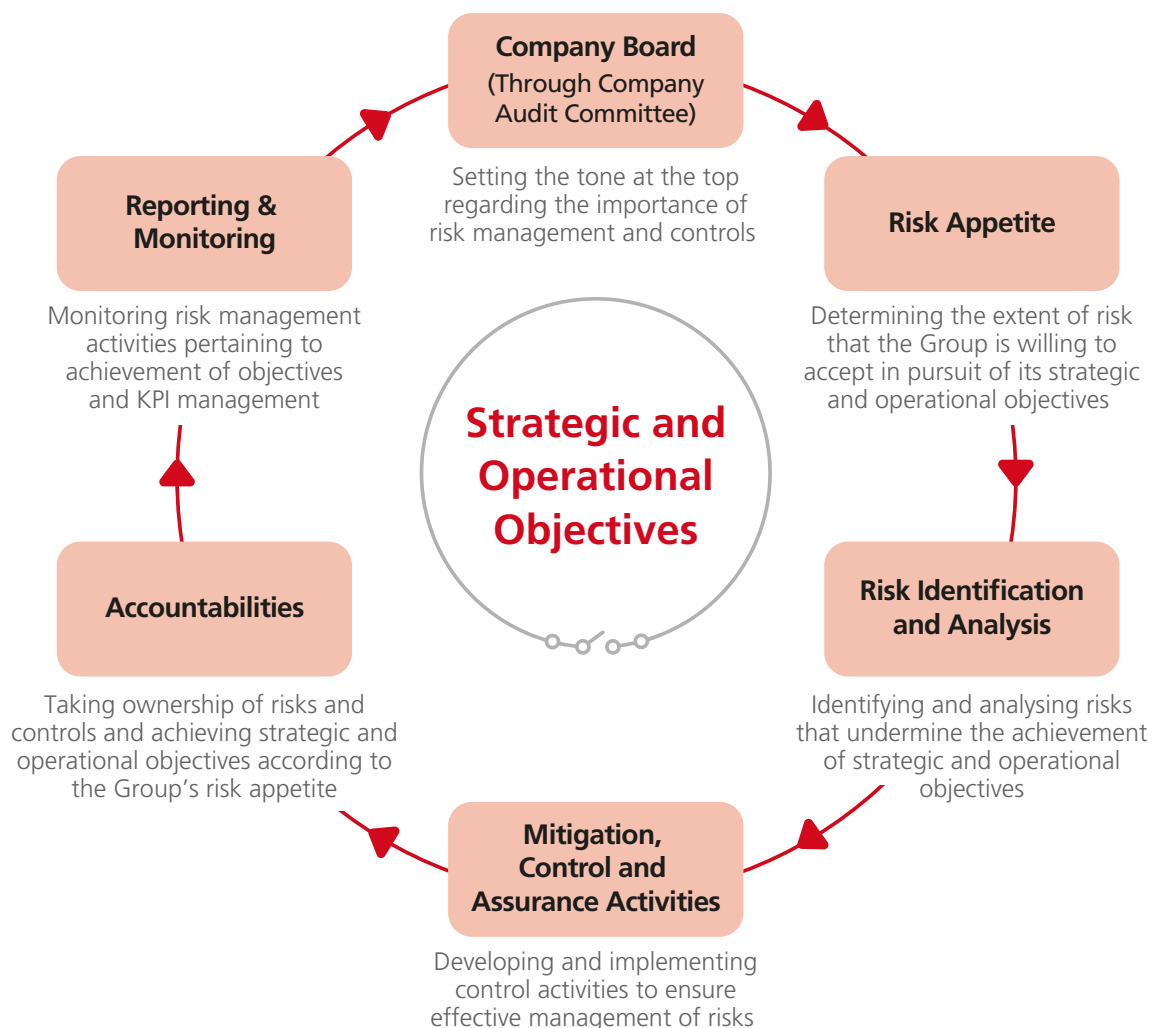 Company Board
(Through Company
Audit Committee)
Setting the tone at the top
regarding the importance of
risk management and controls
Risk Appetite
Determining the extent of risk
that the Group is willing to
accept in pursuit of its strategic
and operational objectives
Risk Identification
and Analysis
Identifying and analysing risks
that undermine the achievement
of strategic and operational
objectives
Mitigation,
Control and
Assurance Activities
Developing and implementing
control activities to ensure
effective management of risks
Accountabilities
Taking ownership of risks and
controls and achieving strategic and
operational objectives according to
the Group’s risk appetite
Reporting &
Monitoring
Monitoring risk management
activities pertaining to
achievement of objectives
and KPI management
Strategic and
Operational
Objectives